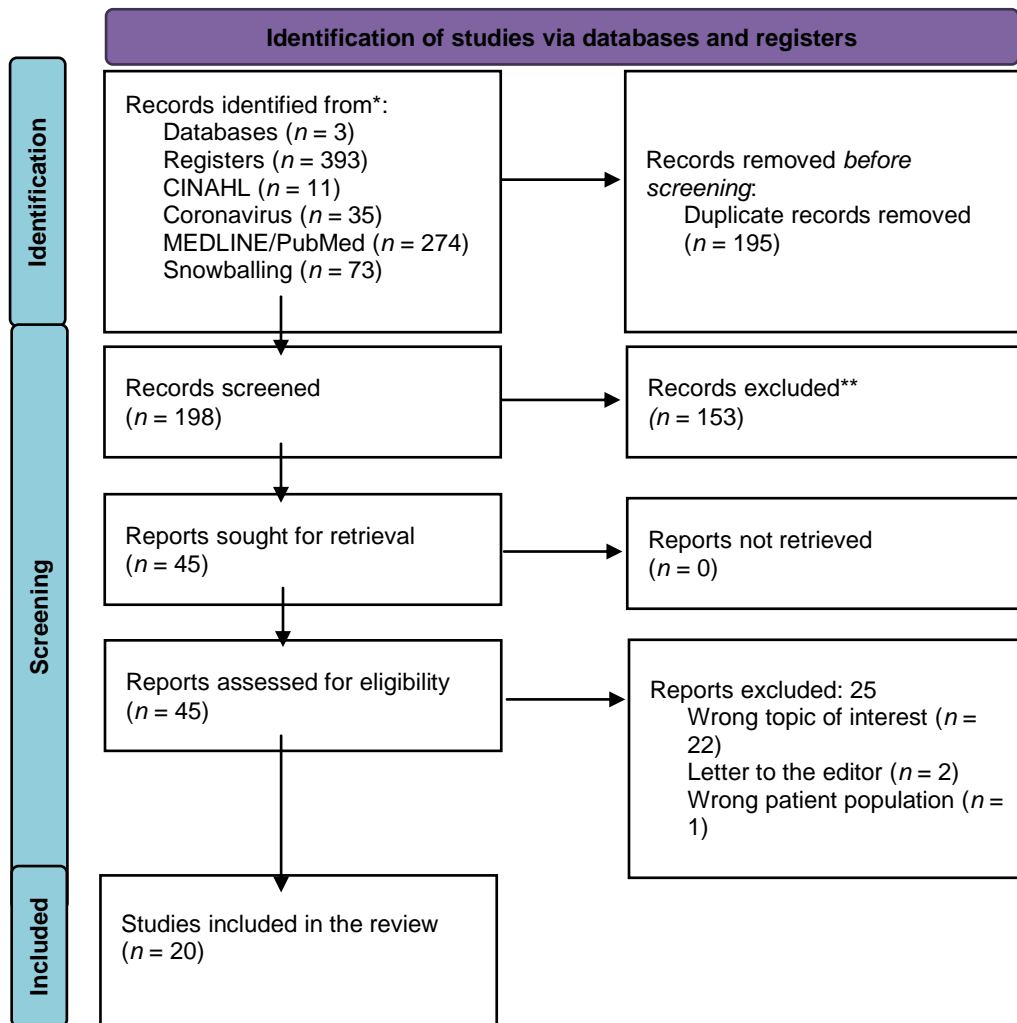 Identification of studies via databases and registers
Identification
Records identified from*:
Databases (n = 3)
Registers (n = 393)
CINAHL (n = 11)
Coronavirus (n = 35)
MEDLINE/PubMed (n = 274)
Snowballing (n = 73)
Records removed before
screening:
Duplicate records removed
(n = 195)
Screening
Records screened
(n = 198)
Records excluded**
(n = 153)
Reports sought for retrieval
(n = 45)
Reports not retrieved
(n = 0)
Reports assessed for eligibility
(n = 45)
Reports excluded: 25
Wrong topic of interest (n =
22)
Letter to the editor (n = 2)
Wrong patient population (n =
1)
Included
Studies included in the review
(n = 20)